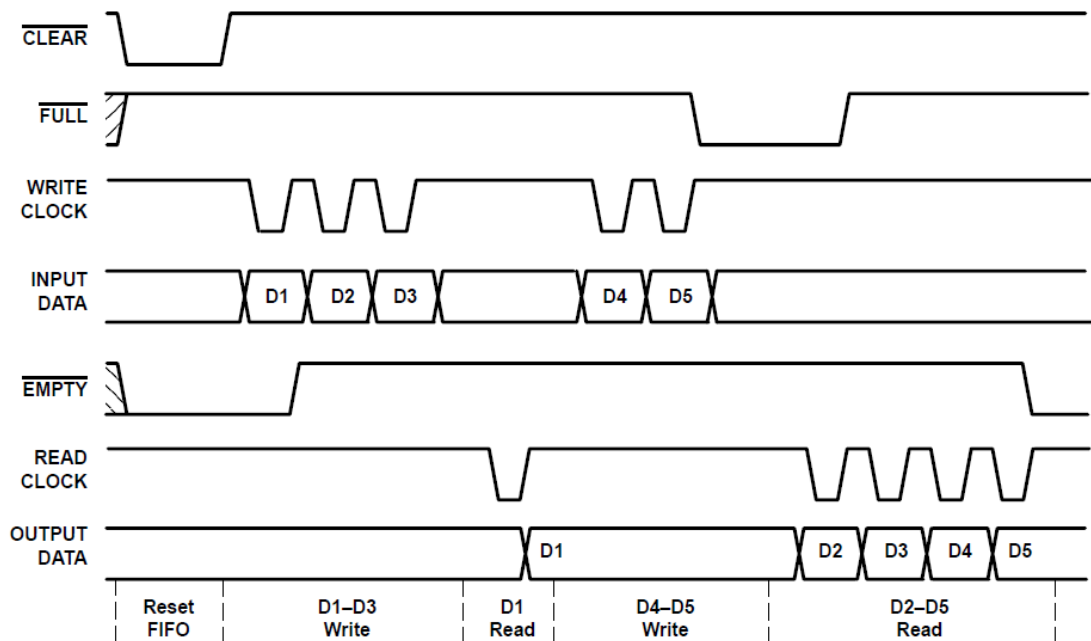 CLEAR
FULL
WRITE
CLOCK
INPUT
DATA
D1 D2 D3 D4 D5
EMPTY
READ
CLOCK
OUTPUT
DATA
D1 D2 D3 D4 D5
Reset
FIFO
D1–D3
Write
D1
Read
D4–D5
Write
D2–D5
Read